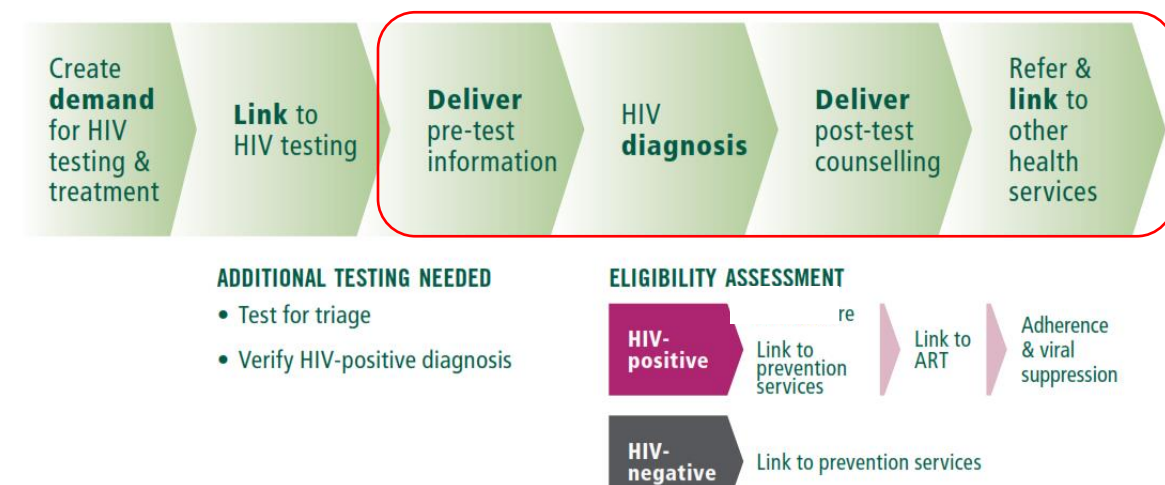 Create
demand
for HIV
testing &
treatment
Link to
HIV testing
Deliver
pre-test
information
HIV
diagnosis
Deliver
post-test
counselling
Refer &
link to
other
health
services
ADDITIONAL TESTING NEEDED
• Test for triage
• Verify HIV-positive diagnosis
ELIGIBILITY ASSESSMENT
HIV-
positive
re
Link to
prevention
services
Link to
ART
Adherence
& viral
suppression
HIV-
negative
Link to prevention services